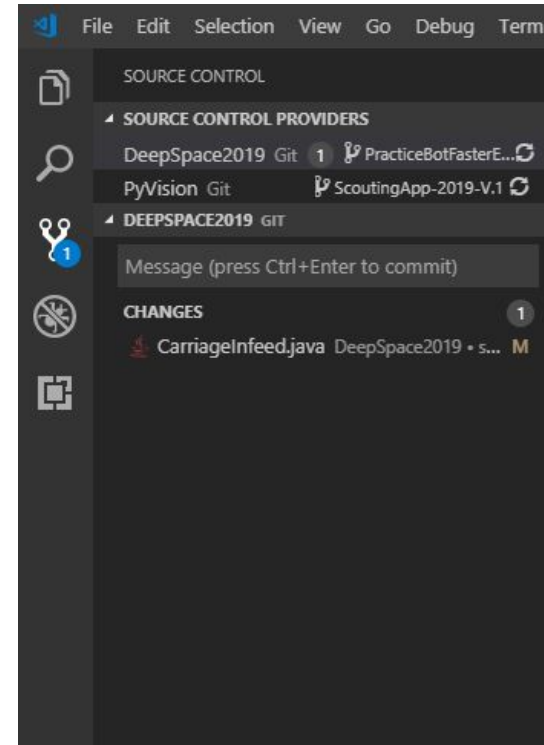 File Edit Selection View Go Debug Term
SOURCE CONTROL
SOURCE CONTROL PROVIDERS
DeepSpace2019 Git 1 PracticeBotFasterE...
PyVision Git ScoutingApp-2019-V.1
DEEPSPACE2019 GIT
1
Message (press Ctrl+Enter to commit)
CHANGES 1
CarriageInfeed.java DeepSpace2019 • s... M